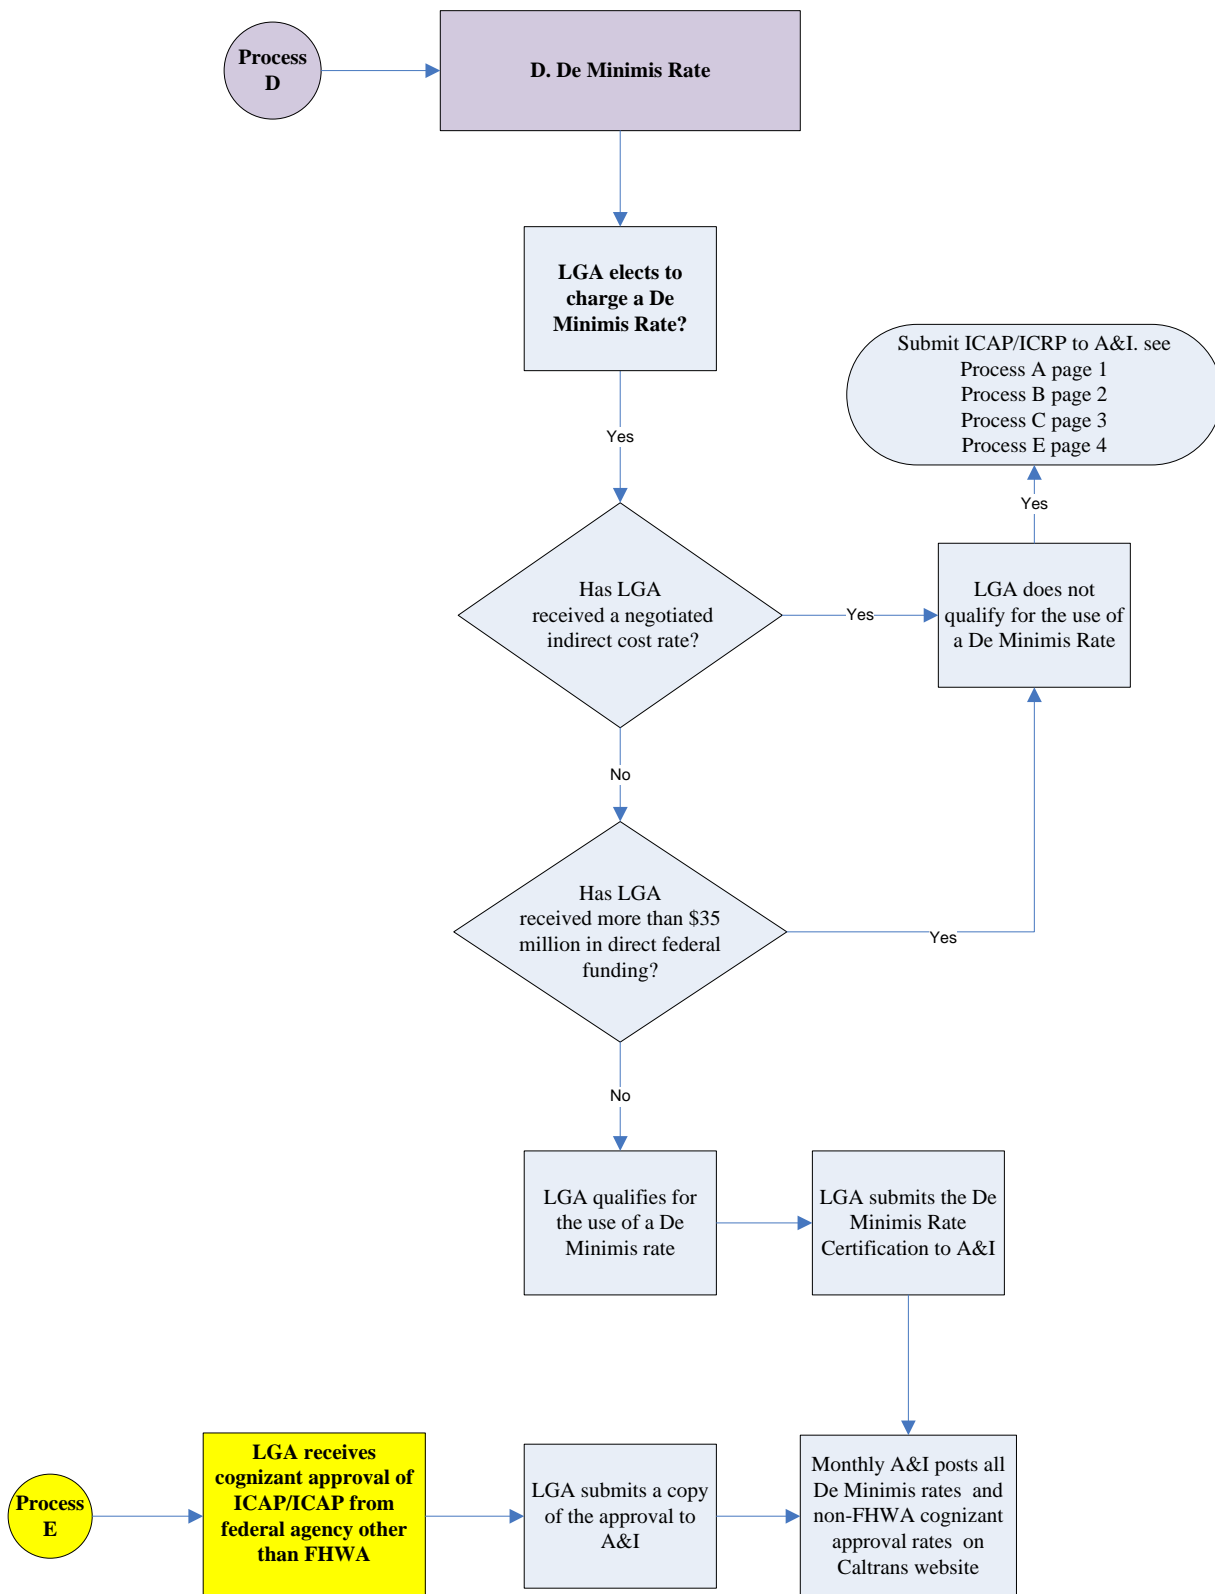 Process
D
D. De Minimis Rate
LGA elects to
charge a De
Minimis Rate?
Submit ICAP/ICRP to A&I. see
Process A page 1
Process B page 2
Process C page 3
Process E page 4
Yes
Yes
Has LGA
received a negotiated
indirect cost rate?
Yes
LGA does not
qualify for the use of
a De Minimis Rate
No
Has LGA
received more than $35
million in direct federal
funding?
Yes
No
LGA qualifies for
the use of a De
Minimis rate
LGA submits the De
Minimis Rate
Certification to A&I
Process
E
LGA receives
cognizant approval of
ICAP/ICAP from
federal agency other
than FHWA
LGA submits a copy
of the approval to
A&I
Monthly A&I posts all
De Minimis rates and
non-FHWA cognizant
approval rates on
Caltrans website